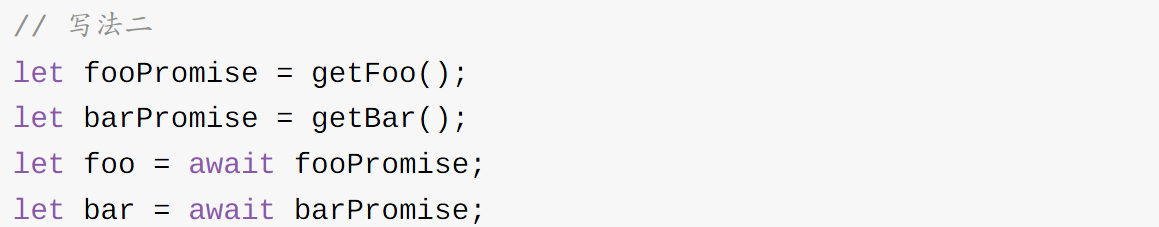 // 写法二
let fooPromise = getFoo();
let barPromise = getBar();
let foo = await fooPromise;
let bar = await barPromise;